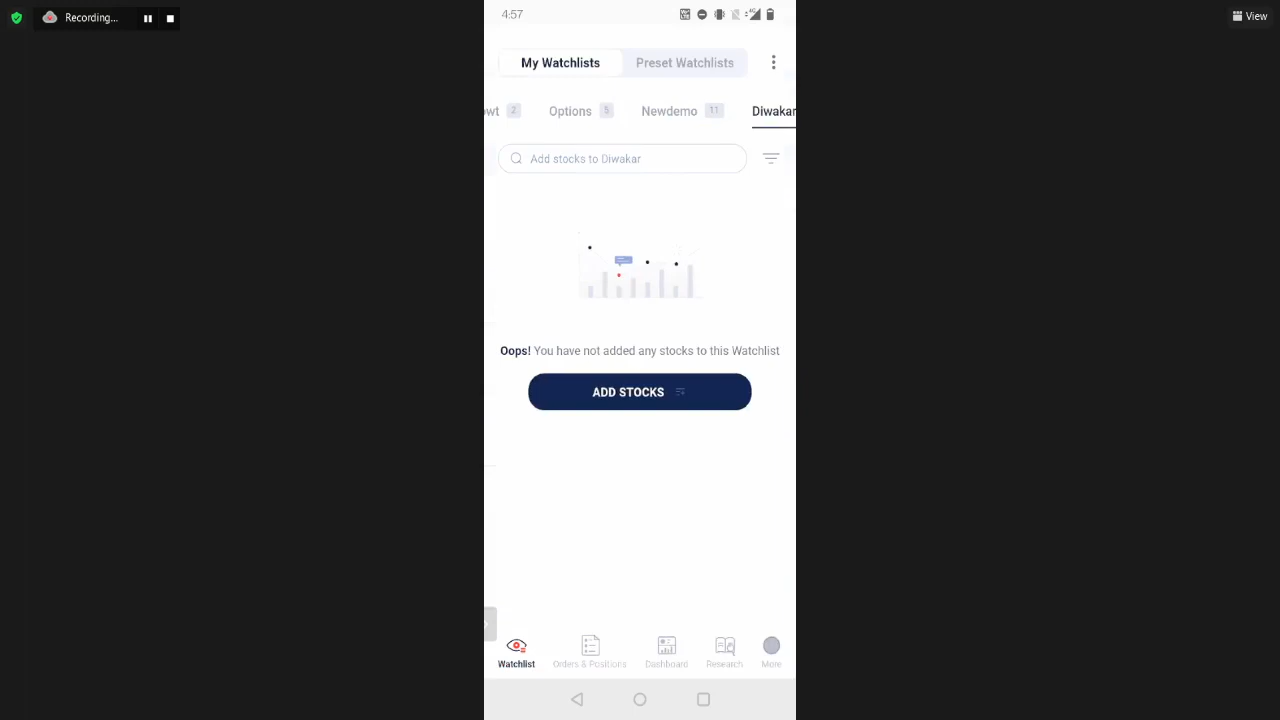 Recording...
View
4:57
My Watchlists Preset Watchlists
owt 2 Options 5 Newdemo 11 Diwakar
Add stocks to Diwakar
Oops! You have not added any stocks to this Watchlist
ADD STOCKS
Watchlist Orders & Positions Dashboard Research More